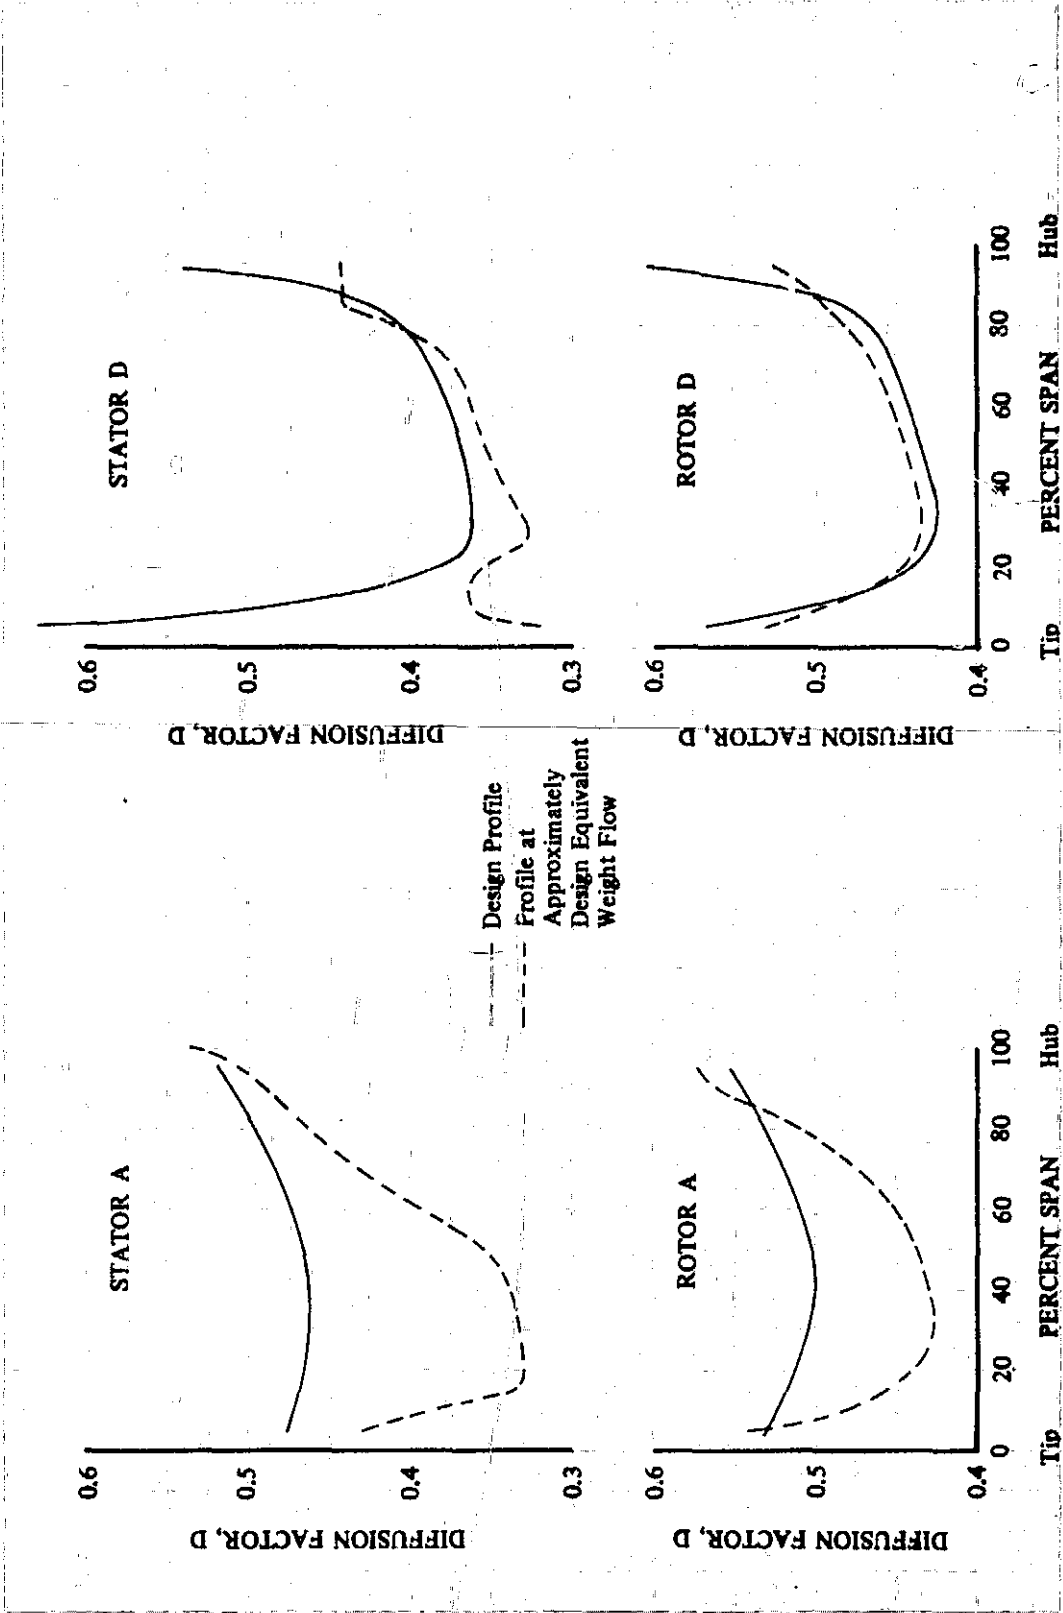 STATOR A
DIFFUSION FACTOR, D
0.6
0.5
0.4
0.3
STATOR D
DIFFUSION FACTOR, D
0.6
0.5
0.4
0.3
Design Profile
Profile at
Approximately
Design Equivalent
Weight Flow
ROTOR A
DIFFUSION FACTOR, D
0.6
0.5
0.4
0 20 40 60 80 100
Tip PERCENT SPAN Hub
ROTOR D
DIFFUSION FACTOR, D
0.6
0.5
0.4
0 20 40 60 80 100
Tip PERCENT SPAN Hub